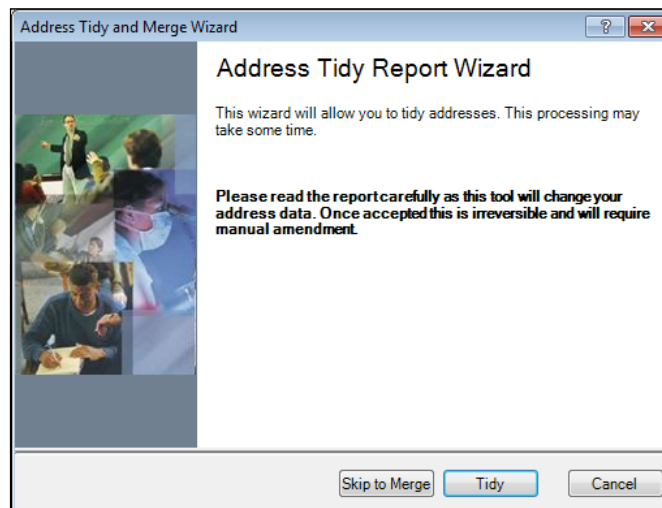 Address Tidy and Merge Wizard
?
Address Tidy Report Wizard
This wizard will allow you to tidy addresses. This processing may
take some time.
Please read the report carefully as this tool will change your
address data. Once accepted this is irreversible and will require
manual amendment.
Skip to Merge
Tidy
Cancel